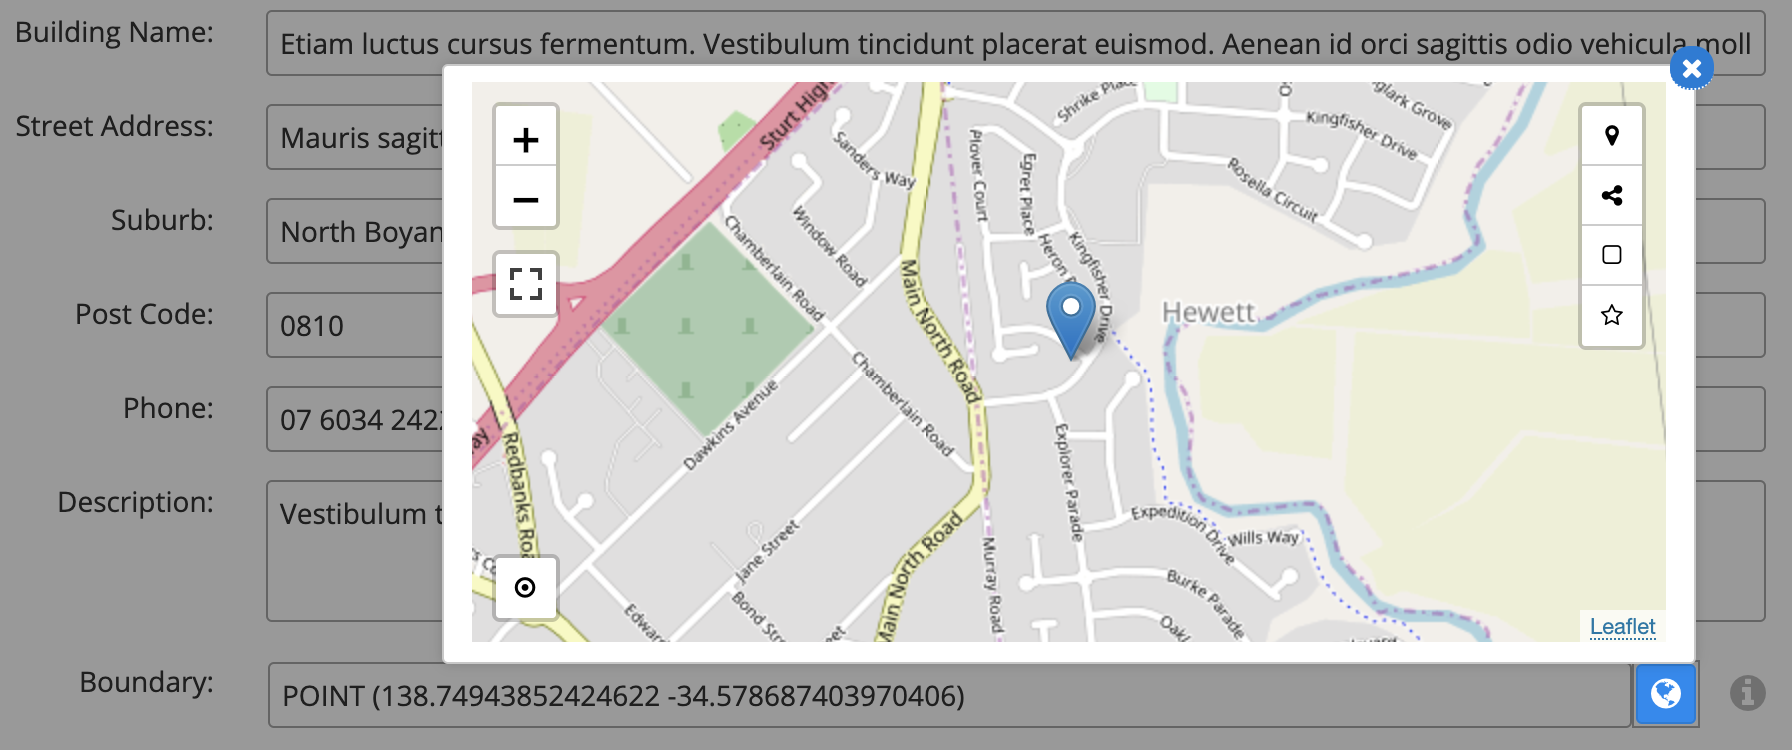 Building Name:
Etiam luctus cursus fermentum. Vestibulum tincidunt placerat euismod. Aenean id orci sagittis odio vehicula moll
Street Address:
Mauris sagitt
Suburb:
North Boyan
Post Code:
0810
Phone:
07 6034 242
Description:
Vestibulum t
Boundary:
POINT (138.74943852424622 -34.578687403970406)
+
−
Sturt High
Sanders Way
Window Road
Chamberlain Road
Main North Road
Plover Court
Egret Place
Heron
Kingfisher Drive
Shrike Place
Kingfisher Drive
Grove
Rosella Circuit
Hewett
Chamberlain Road
Dawkins Avenue
Redbanks Roa
Jane Street
Bond Str
Edwar
Main North Road
Murray Road
Explorer Parade
Expedition Drive
Wills Way
Burke Parade
Leaflet